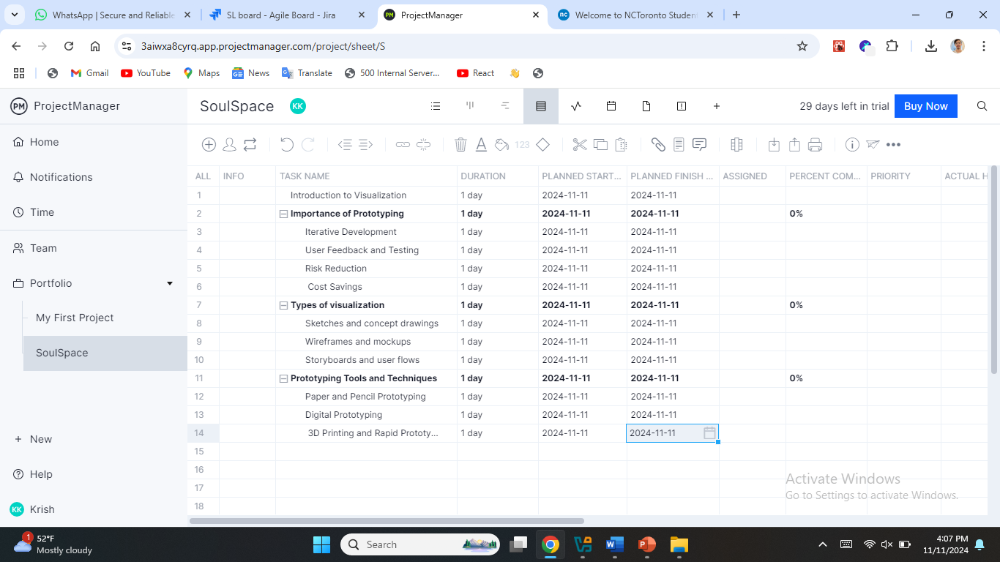 WhatsApp | Secure and Reliable
SL board - Agile Board - Jira
ProjectManager
Welcome to NCToronto Student
3aiwxa8cyrq.app.projectmanager.com/project/sheet/S
Gmail
YouTube
Maps
News
Translate
500 Internal Server...
React
PM ProjectManager
SoulSpace
KK
29 days left in trial
Buy Now
Home
Notifications
Time
Team
Portfolio
My First Project
SoulSpace
New
Help
KK Krish
123
ALL INFO TASK NAME DURATION PLANNED START... PLANNED FINISH ... ASSIGNED PERCENT COM... PRIORITY ACTUAL H
1 Introduction to Visualization 1 day 2024-11-11 2024-11-11
2 Importance of Prototyping 1 day 2024-11-11 2024-11-11 0%
3 Iterative Development 1 day 2024-11-11 2024-11-11
4 User Feedback and Testing 1 day 2024-11-11 2024-11-11
5 Risk Reduction 1 day 2024-11-11 2024-11-11
6 Cost Savings 1 day 2024-11-11 2024-11-11
7 Types of visualization 1 day 2024-11-11 2024-11-11 0%
8 Sketches and concept drawings 1 day 2024-11-11 2024-11-11
9 Wireframes and mockups 1 day 2024-11-11 2024-11-11
10 Storyboards and user flows 1 day 2024-11-11 2024-11-11
11 Prototyping Tools and Techniques 1 day 2024-11-11 2024-11-11 0%
12 Paper and Pencil Prototyping 1 day 2024-11-11 2024-11-11
13 Digital Prototyping 1 day 2024-11-11 2024-11-11
14 3D Printing and Rapid Prototy... 1 day 2024-11-11 2024-11-11
15
16
17
18
Activate Windows
Go to Settings to activate Windows.
1
52°F
Mostly cloudy
Search
4:07 PM
11/11/2024